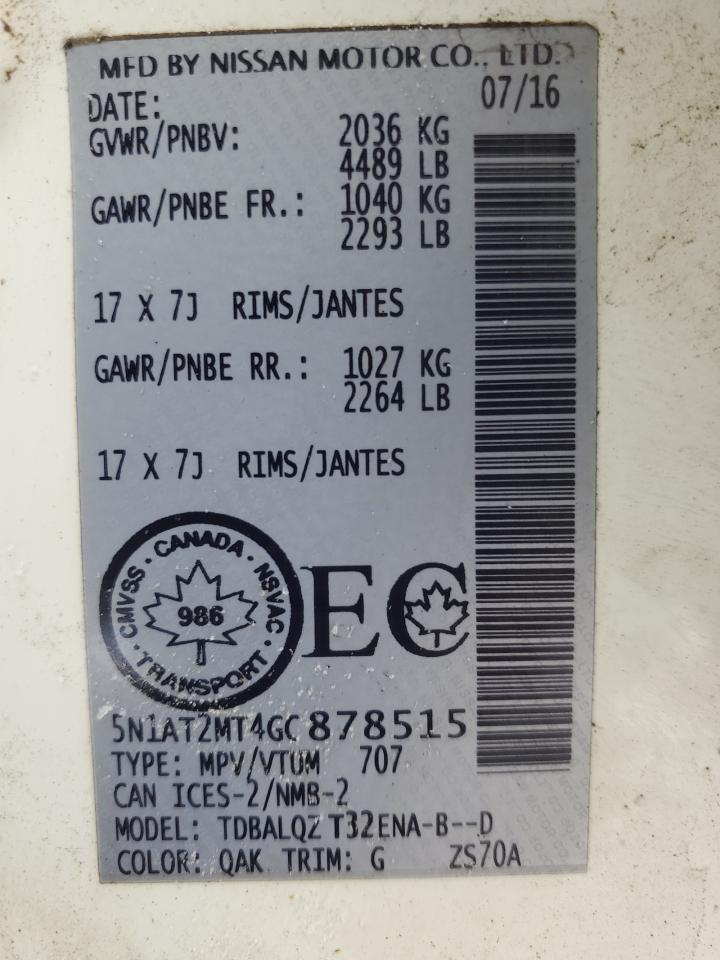 MFD BY NISSAN MOTOR CO., LTD.
DATE: 07/16
GVWR/PNBV: 2036 KG
4489 LB
GAWR/PNBE FR.: 1040 KG
2293 LB
17 X 7J RIMS/JANTES
GAWR/PNBE RR.: 1027 KG
2264 LB
17 X 7J RIMS/JANTES
CANADA · NSVAC · TRANSPORT · CMVSS ·
986
EC
5N1AT2MT4GC878515
TYPE: MPV/VTUM 707
CAN ICES-2/NMB-2
MODEL: TDBALQZ T32ENA-B--D
COLOR: QAK TRIM: G ZS70A